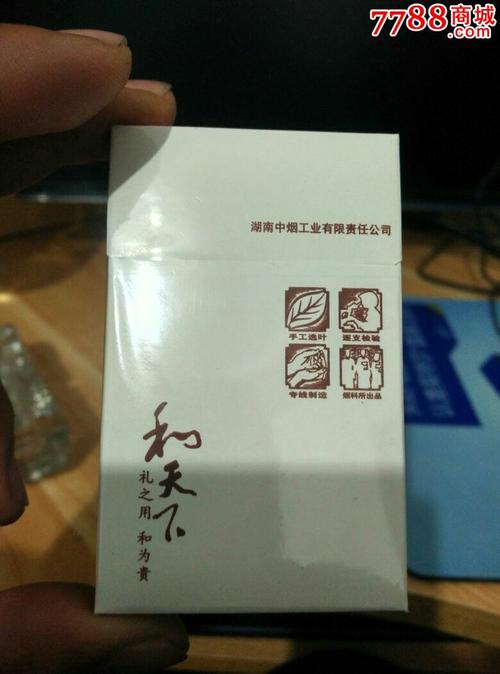 7788商城
湖南中烟工业有限责任公司
手工选叶 逐支检验
专线制造 烟科所出品
和天下
礼之用 和为貴